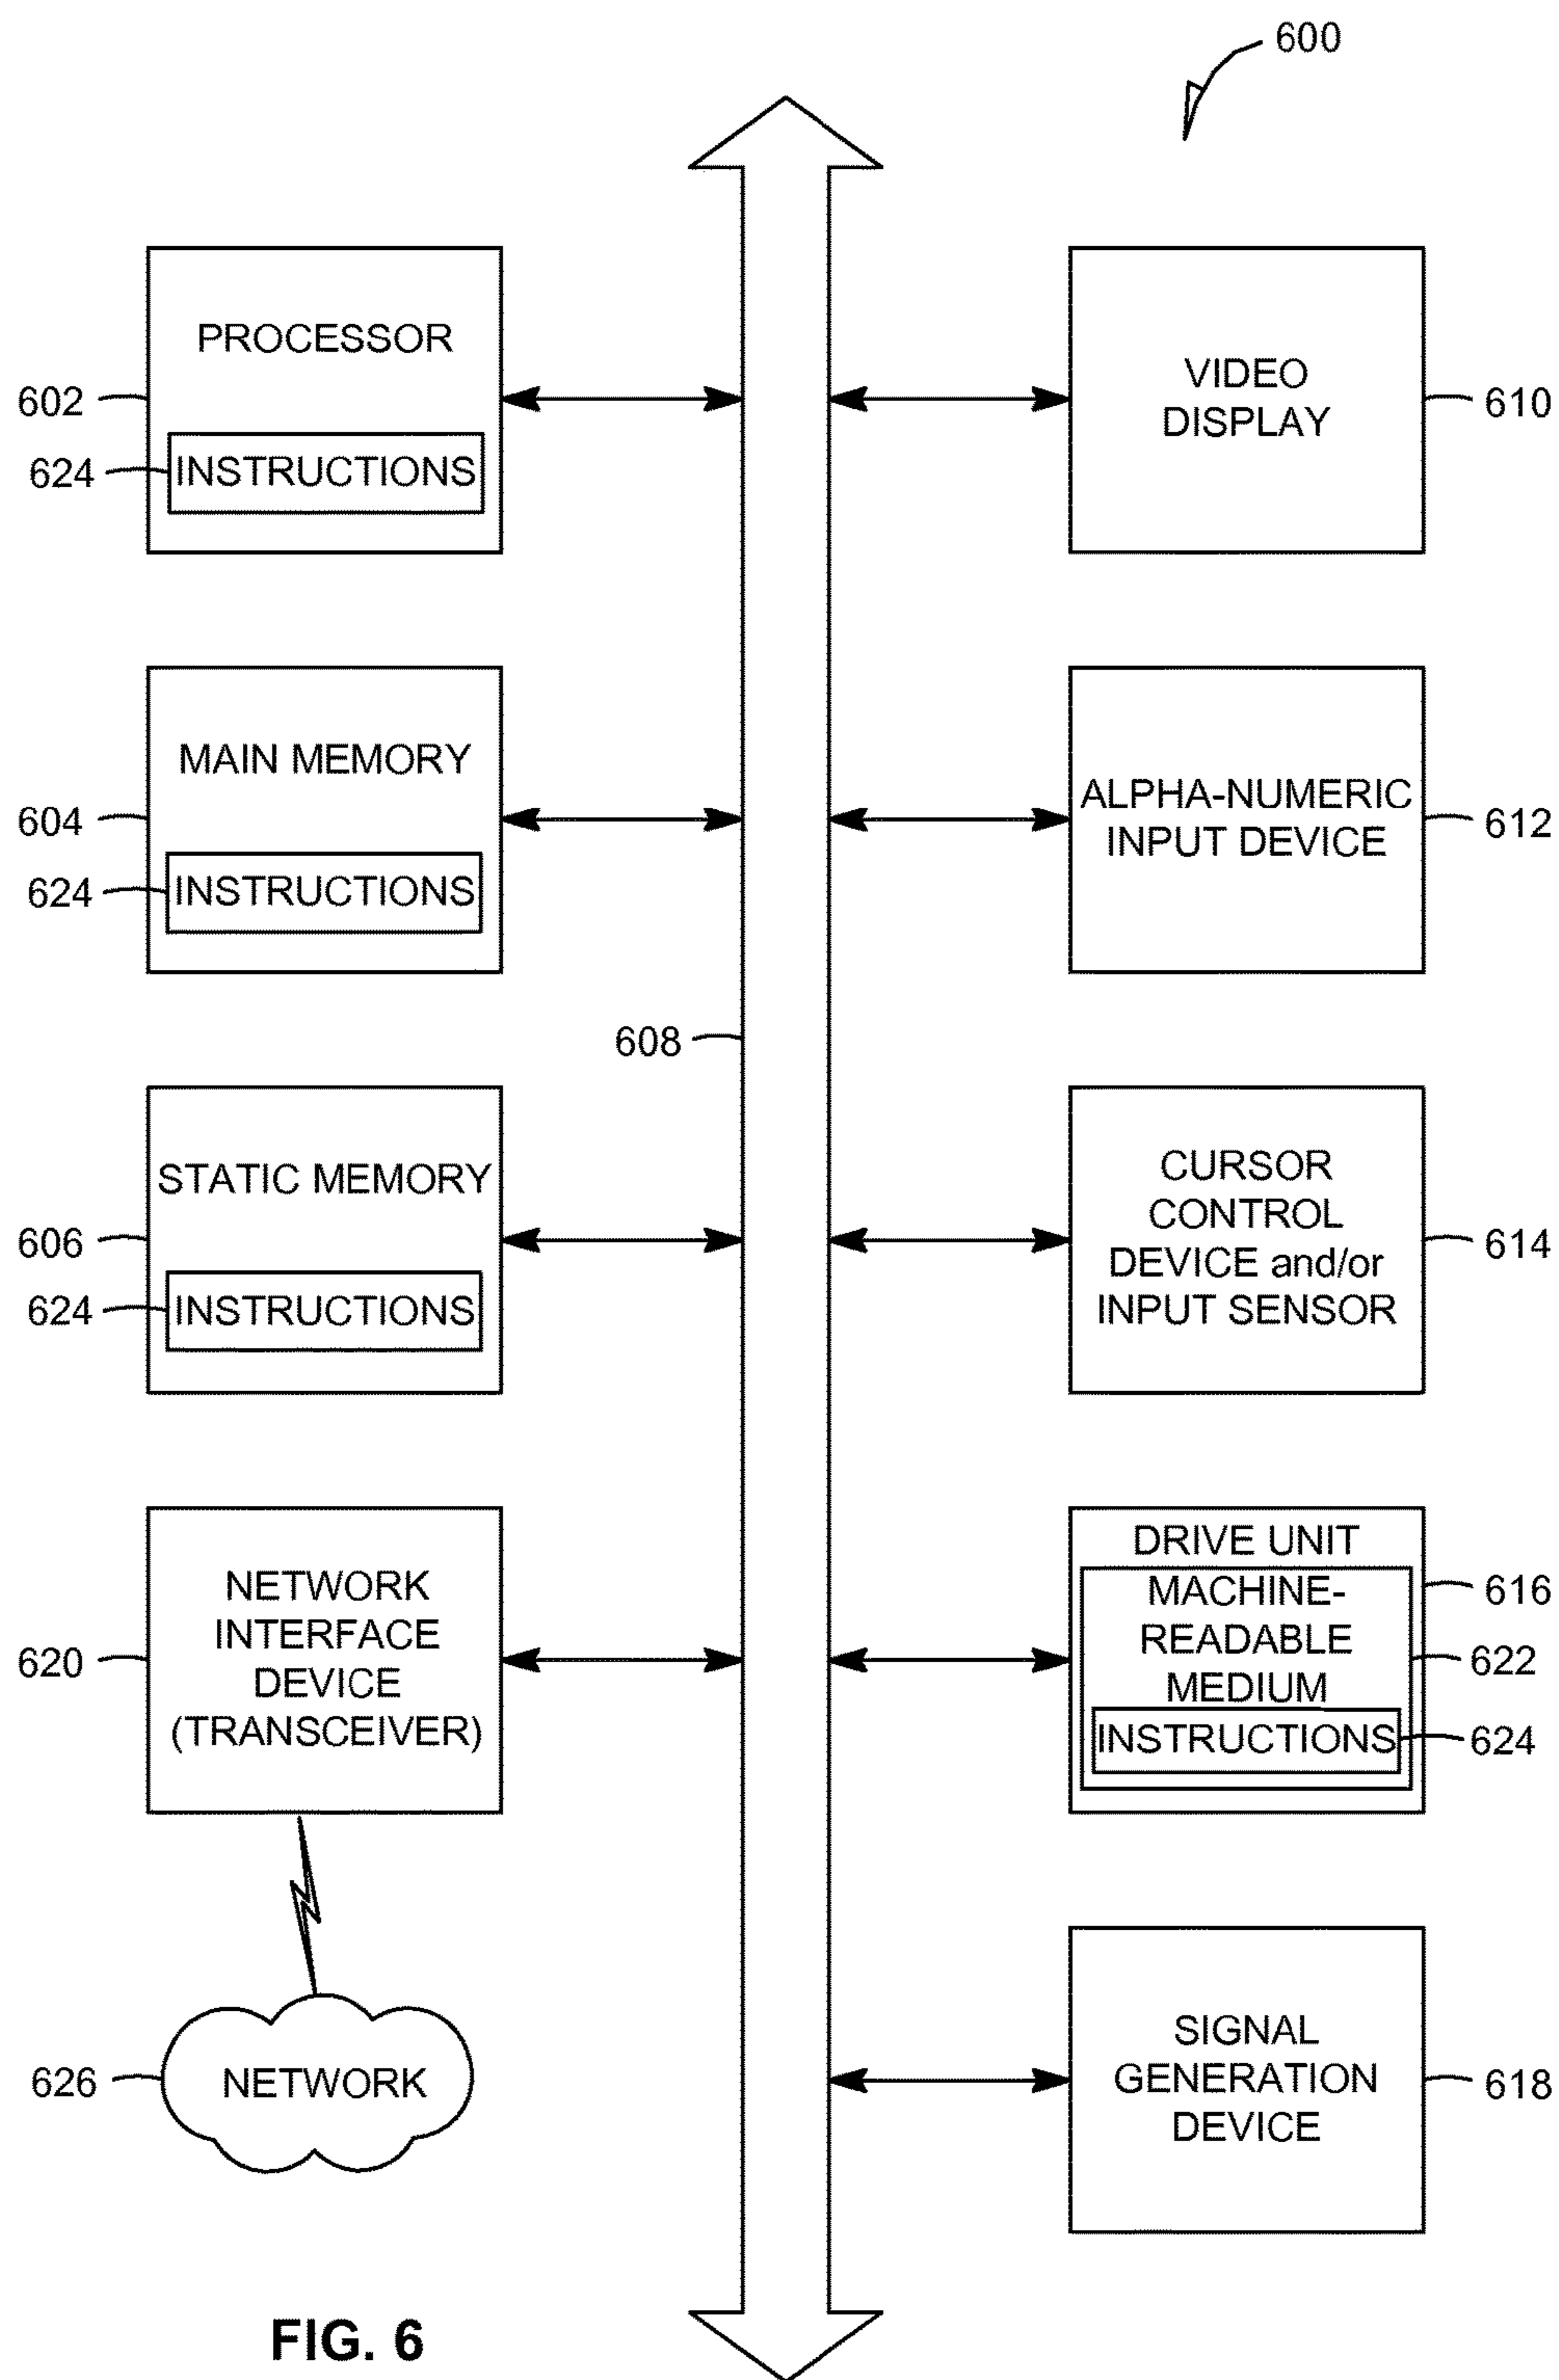 600
PROCESSOR
602
624
INSTRUCTIONS
VIDEO
DISPLAY
610
MAIN MEMORY
604
624
INSTRUCTIONS
ALPHA-NUMERIC
INPUT DEVICE
612
608
STATIC MEMORY
606
624
INSTRUCTIONS
CURSOR
CONTROL
DEVICE and/or
INPUT SENSOR
614
NETWORK
INTERFACE
DEVICE
(TRANSCEIVER)
620
DRIVE UNIT
616
MACHINE-
READABLE
MEDIUM
622
INSTRUCTIONS
624
626
NETWORK
SIGNAL
GENERATION
DEVICE
618
FIG. 6